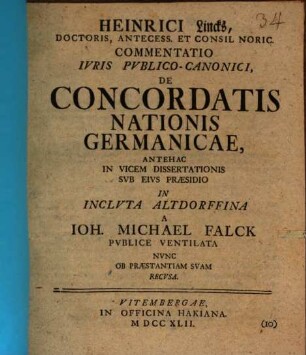 34
HEINRICI Lincks,
DOCTORIS, ANTECESS. ET CONSIL NORIC.
COMMENTATIO
IVRIS PVBLICO-CANONICI,
DE
CONCORDATIS
NATIONIS
GERMANICAE,
ANTEHAC
IN VICEM DISSERTATIONIS
SVB EIVS PRÆSIDIO
IN
INCLVTA ALTDORFFINA
A
IOH. MICHAEL FALCK
PVBLICE VENTILATA
NVNC
OB PRÆSTANTIAM SVAM
RECVSA.
VITEMBERGAE,
IN OFFICINA HAKIANA.
MDCCXLII.
(10)